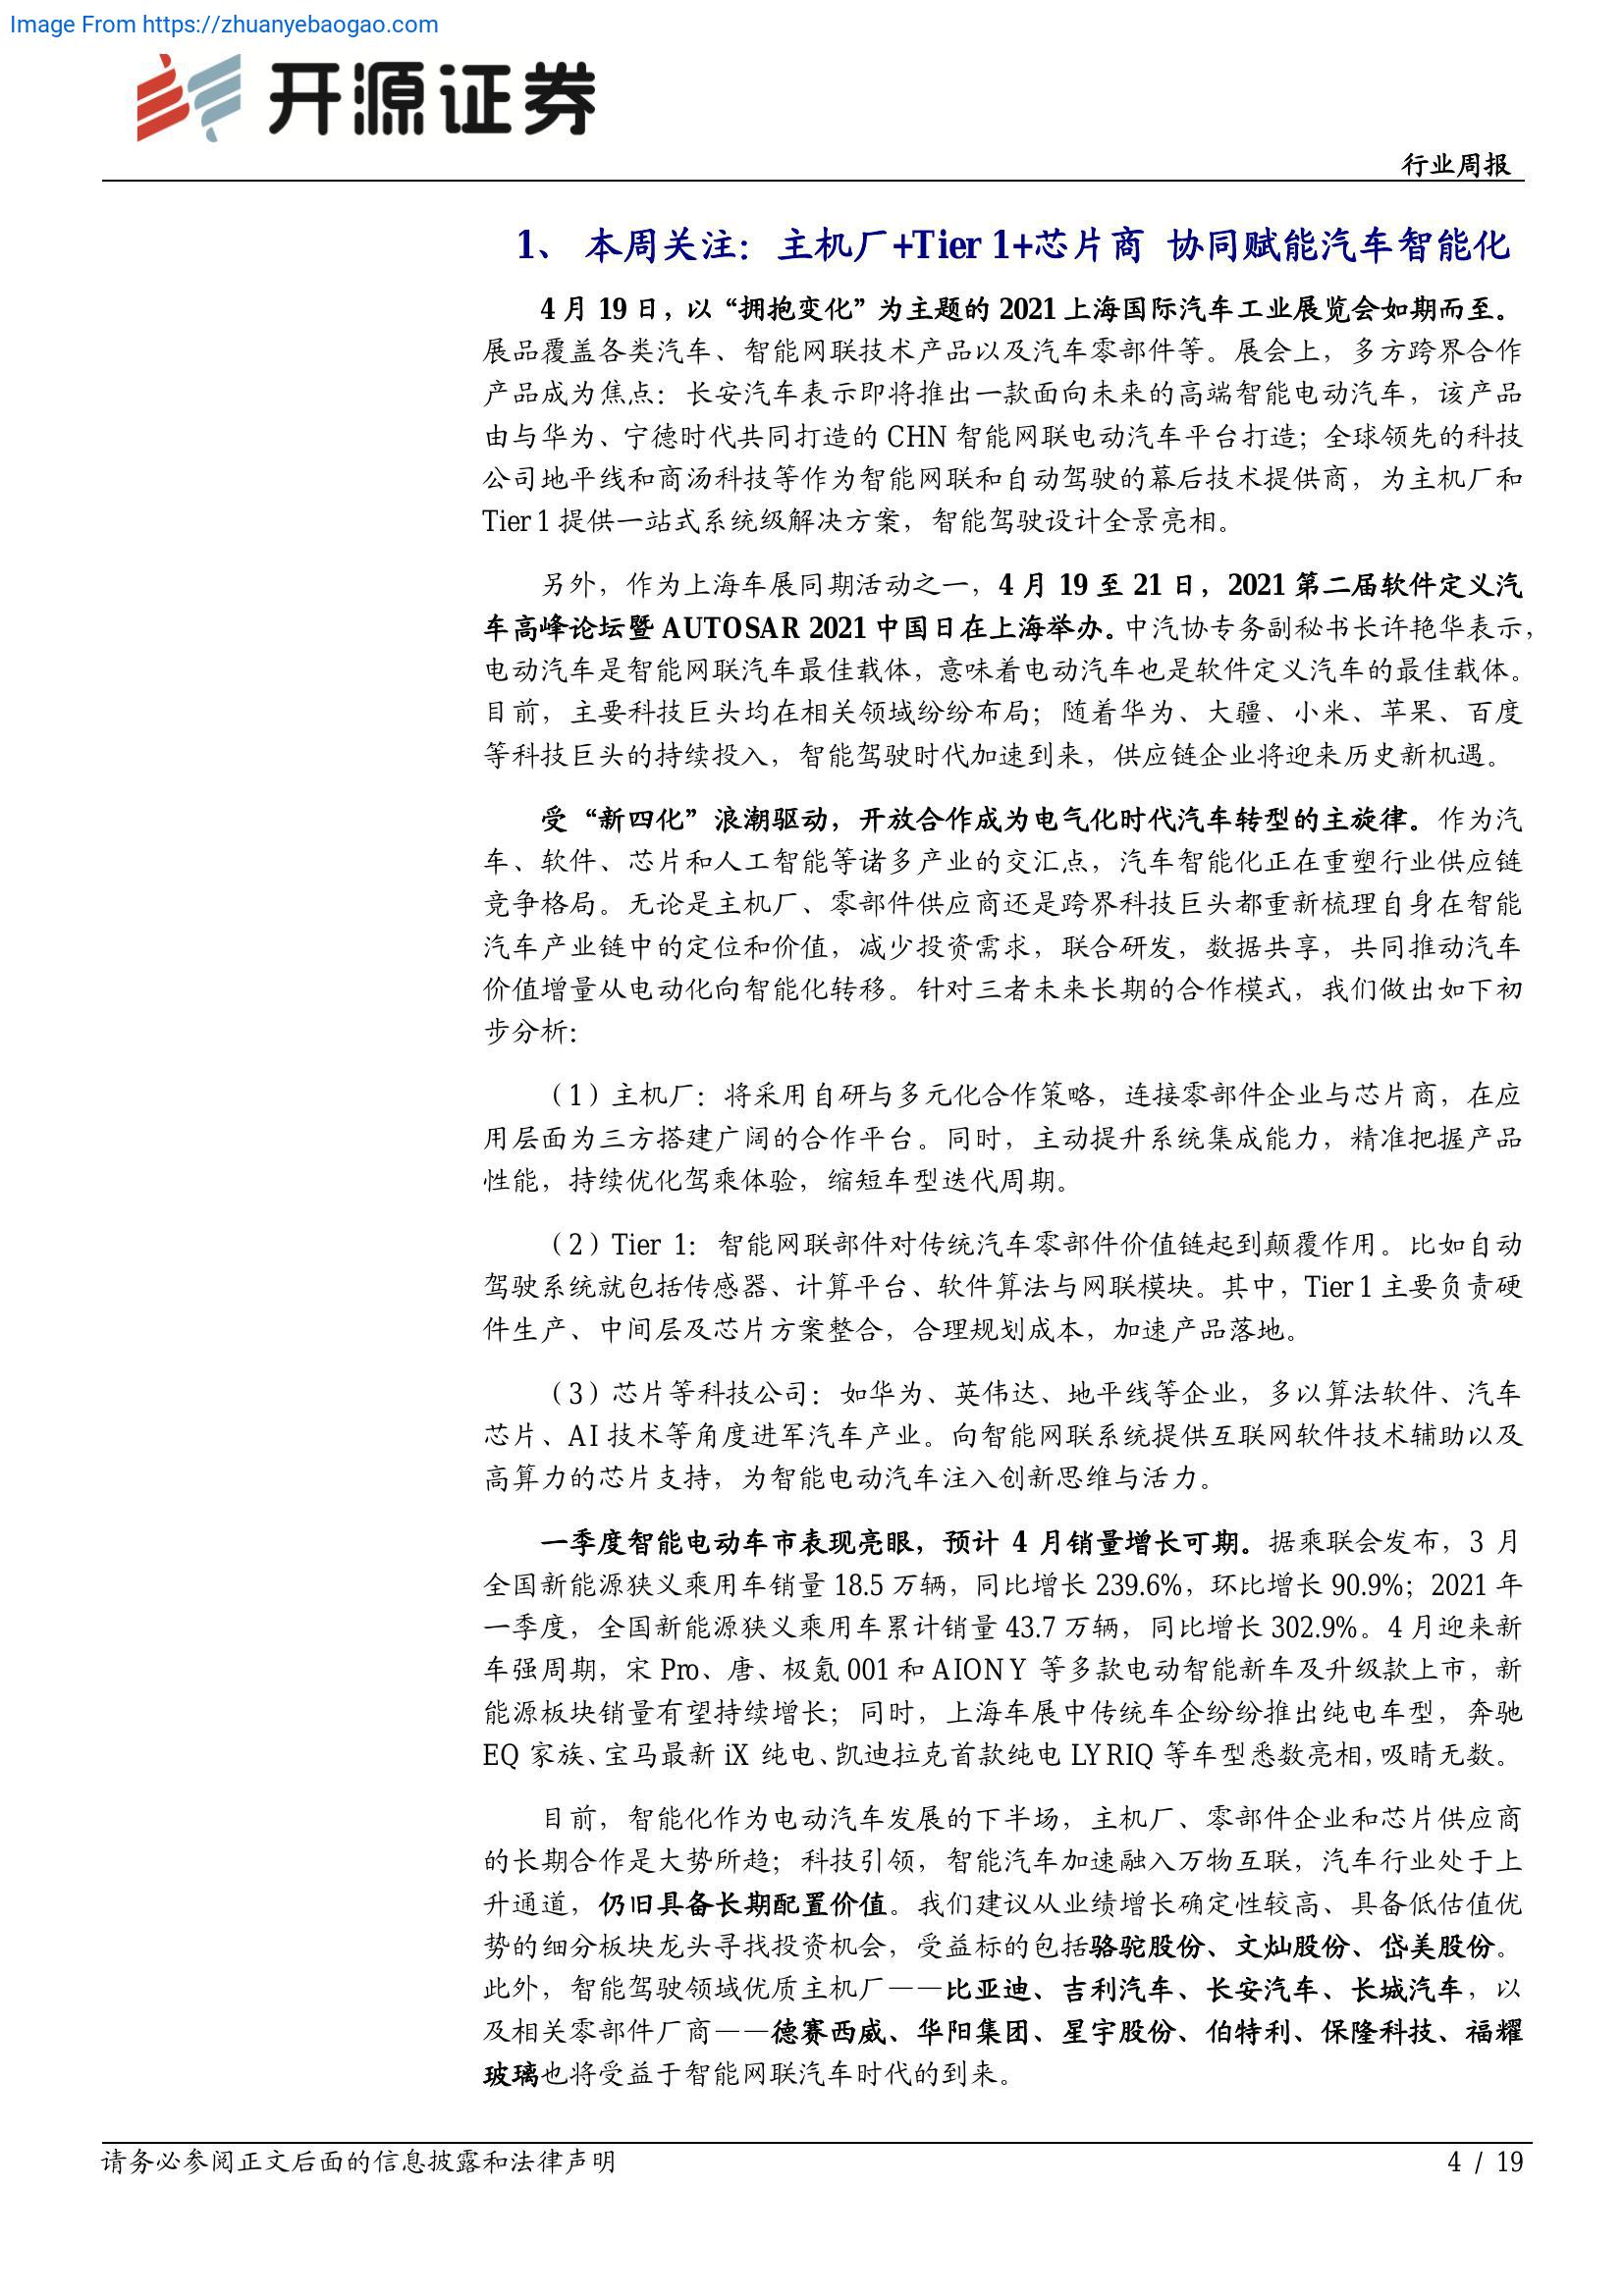 Image From https://zhuanyebaogao.com
开源证券
行业周报
1、 本周关注：主机厂+Tier 1+芯片商 协同赋能汽车智能化
4 月 19 日，以“拥抱变化”为主题的 2021 上海国际汽车工业展览会如期而至。
展品覆盖各类汽车、智能网联技术产品以及汽车零部件等。展会上，多方跨界合作
产品成为焦点：长安汽车表示即将推出一款面向未来的高端智能电动汽车，该产品
由与华为、宁德时代共同打造的 CHN 智能网联电动汽车平台打造；全球领先的科技
公司地平线和商汤科技等作为智能网联和自动驾驶的幕后技术提供商，为主机厂和
Tier 1 提供一站式系统级解决方案，智能驾驶设计全景亮相。
另外，作为上海车展同期活动之一，4 月 19 至 21 日，2021 第二届软件定义汽
车高峰论坛暨 AUTOSAR 2021 中国日在上海举办。中汽协专务副秘书长许艳华表示，
电动汽车是智能网联汽车最佳载体，意味着电动汽车也是软件定义汽车的最佳载体。
目前，主要科技巨头均在相关领域纷纷布局；随着华为、大疆、小米、苹果、百度
等科技巨头的持续投入，智能驾驶时代加速到来，供应链企业将迎来历史新机遇。
受“新四化”浪潮驱动，开放合作成为电气化时代汽车转型的主旋律。作为汽
车、软件、芯片和人工智能等诸多产业的交汇点，汽车智能化正在重塑行业供应链
竞争格局。无论是主机厂、零部件供应商还是跨界科技巨头都重新梳理自身在智能
汽车产业链中的定位和价值，减少投资需求，联合研发，数据共享，共同推动汽车
价值增量从电动化向智能化转移。针对三者未来长期的合作模式，我们做出如下初
步分析：
（1）主机厂：将采用自研与多元化合作策略，连接零部件企业与芯片商，在应
用层面为三方搭建广阔的合作平台。同时，主动提升系统集成能力，精准把握产品
性能，持续优化驾乘体验，缩短车型迭代周期。
（2）Tier 1：智能网联部件对传统汽车零部件价值链起到颠覆作用。比如自动
驾驶系统就包括传感器、计算平台、软件算法与网联模块。其中，Tier 1 主要负责硬
件生产、中间层及芯片方案整合，合理规划成本，加速产品落地。
（3）芯片等科技公司：如华为、英伟达、地平线等企业，多以算法软件、汽车
芯片、AI 技术等角度进军汽车产业。向智能网联系统提供互联网软件技术辅助以及
高算力的芯片支持，为智能电动汽车注入创新思维与活力。
一季度智能电动车市表现亮眼，预计 4 月销量增长可期。据乘联会发布，3 月
全国新能源狭义乘用车销量 18.5 万辆，同比增长 239.6%，环比增长 90.9%；2021 年
一季度，全国新能源狭义乘用车累计销量 43.7 万辆，同比增长 302.9%。4 月迎来新
车强周期，宋 Pro、唐、极氪 001 和 AION Y 等多款电动智能新车及升级款上市，新
能源板块销量有望持续增长；同时，上海车展中传统车企纷纷推出纯电车型，奔驰
EQ 家族、宝马最新 iX 纯电、凯迪拉克首款纯电 LYRIQ 等车型悉数亮相，吸睛无数。
目前，智能化作为电动汽车发展的下半场，主机厂、零部件企业和芯片供应商
的长期合作是大势所趋；科技引领，智能汽车加速融入万物互联，汽车行业处于上
升通道，仍旧具备长期配置价值。我们建议从业绩增长确定性较高、具备低估值优
势的细分板块龙头寻找投资机会，受益标的包括骆驼股份、文灿股份、岱美股份。
此外，智能驾驶领域优质主机厂——比亚迪、吉利汽车、长安汽车、长城汽车，以
及相关零部件厂商——德赛西威、华阳集团、星宇股份、伯特利、保隆科技、福耀
玻璃也将受益于智能网联汽车时代的到来。
请务必参阅正文后面的信息披露和法律声明
4 / 19